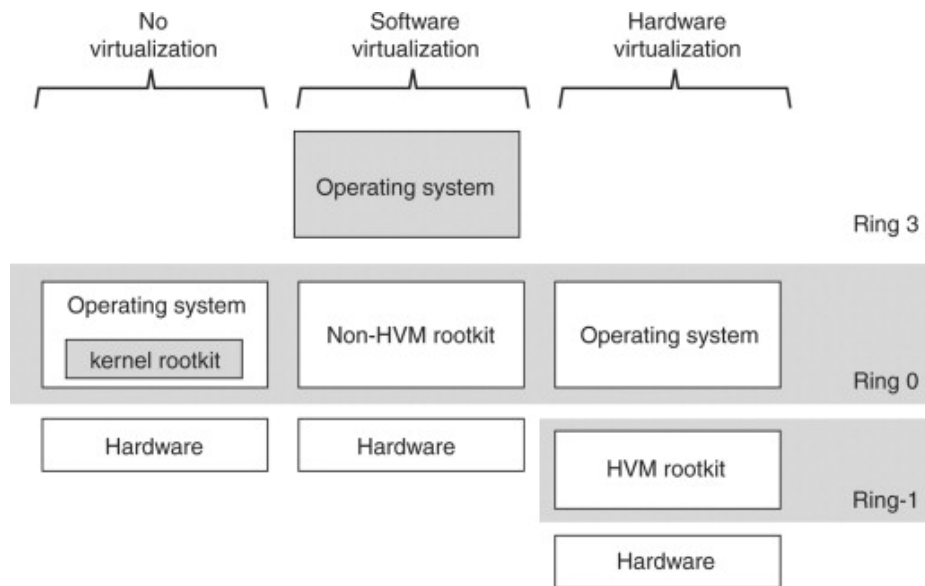 No
virtualization
Software
virtualization
Hardware
virtualization
Operating system
Ring 3
Operating system
kernel rootkit
Non-HVM rootkit
Operating system
Ring 0
Hardware
Hardware
HVM rootkit
Ring-1
Hardware